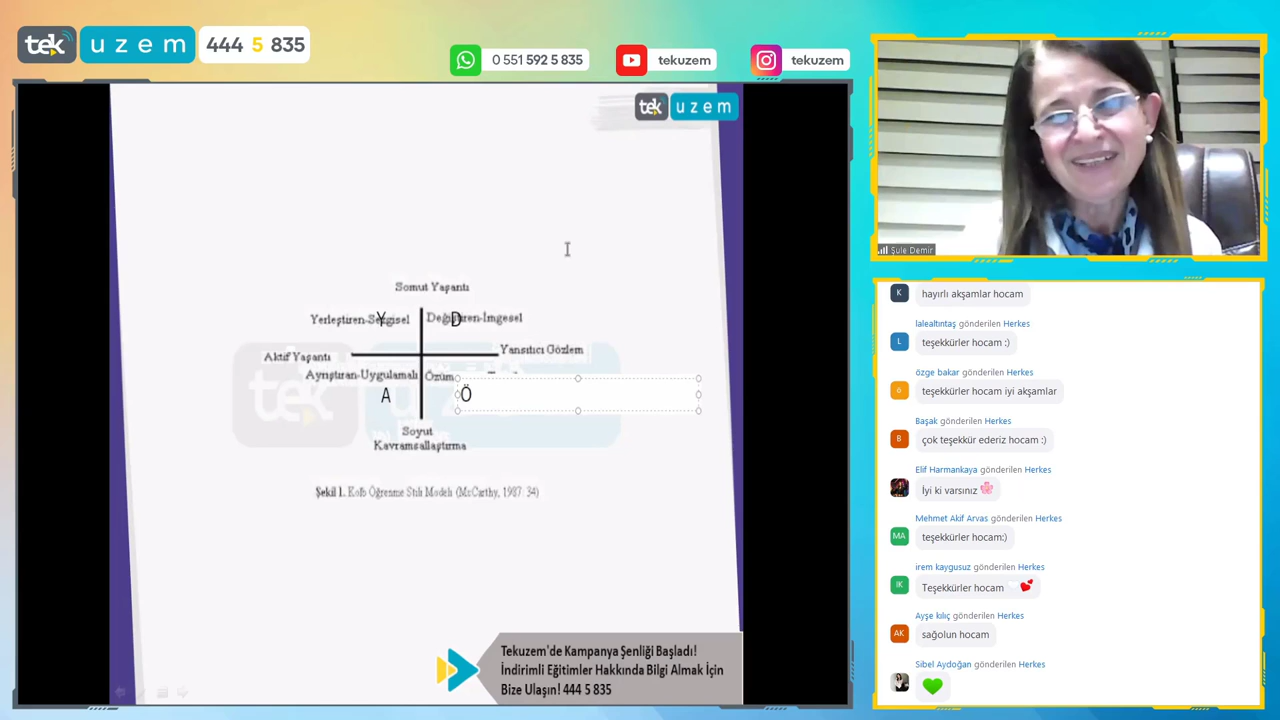 tek uzem 444 5 835
0 551 592 5 835
tekuzem
tekuzem
tek uzem
Somut Yaşantı
Yerleştiren-Sezgisel
Y
Değiştiren-İmgesel
D
Aktif Yaşantı
Yansıtıcı Gözlem
Ayrıştıran-Uygulamalı
Özüm
A
Ö
Soyut
Kavramsallaştırma
Şekil 1. Kolb Öğrenme Stili Modeli (McCarthy, 1987: 34)
Tekuzem'de Kampanya Şenliği Başladı!
İndirimli Eğitimler Hakkında Bilgi Almak İçin
Bize Ulaşın! 444 5 835
Şule Demir
K
hayırlı akşamlar hocam
lalealtıntaş gönderilen Herkes
L
teşekkürler hocam :)
özge bakar gönderilen Herkes
ö
teşekkürler hocam iyi akşamlar
Başak gönderilen Herkes
B
çok teşekkür ederiz hocam :)
Elif Harmankaya gönderilen Herkes
İyi ki varsınız
Mehmet Akif Arvas gönderilen Herkes
MA
teşekkürler hocam:)
irem kaygusuz gönderilen Herkes
IK
Teşekkürler hocam
Ayşe kılıç gönderilen Herkes
AK
sağolun hocam
Sibel Aydoğan gönderilen Herkes